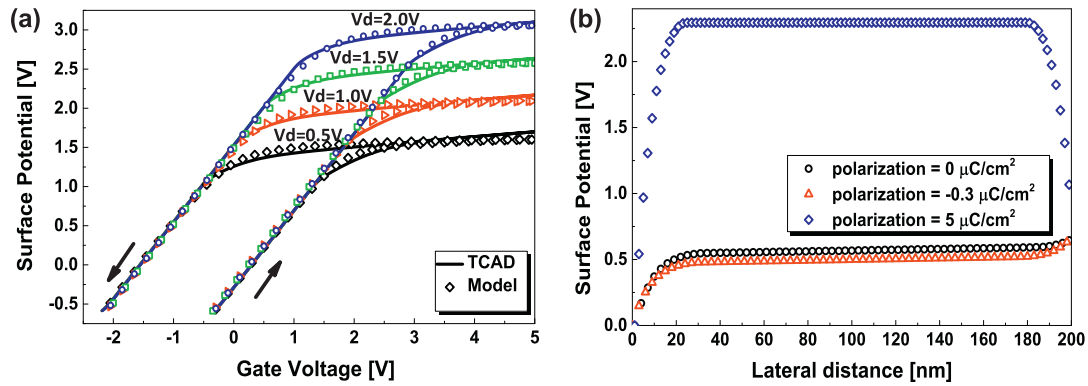 (a)
Surface Potential [V]
3.0
2.5
2.0
1.5
1.0
0.5
0.0
-0.5
Vd=2.0V
Vd=1.5V
Vd=1.0V
Vd=0.5V
TCAD
Model
-2 -1 0 1 2 3 4 5
Gate Voltage [V]
(b)
Surface Potential [V]
2.0
1.5
1.0
0.5
0.0
polarization = 0 μC/cm²
polarization = -0.3 μC/cm²
polarization = 5 μC/cm²
0 20 40 60 80 100 120 140 160 180 200
Lateral distance [nm]